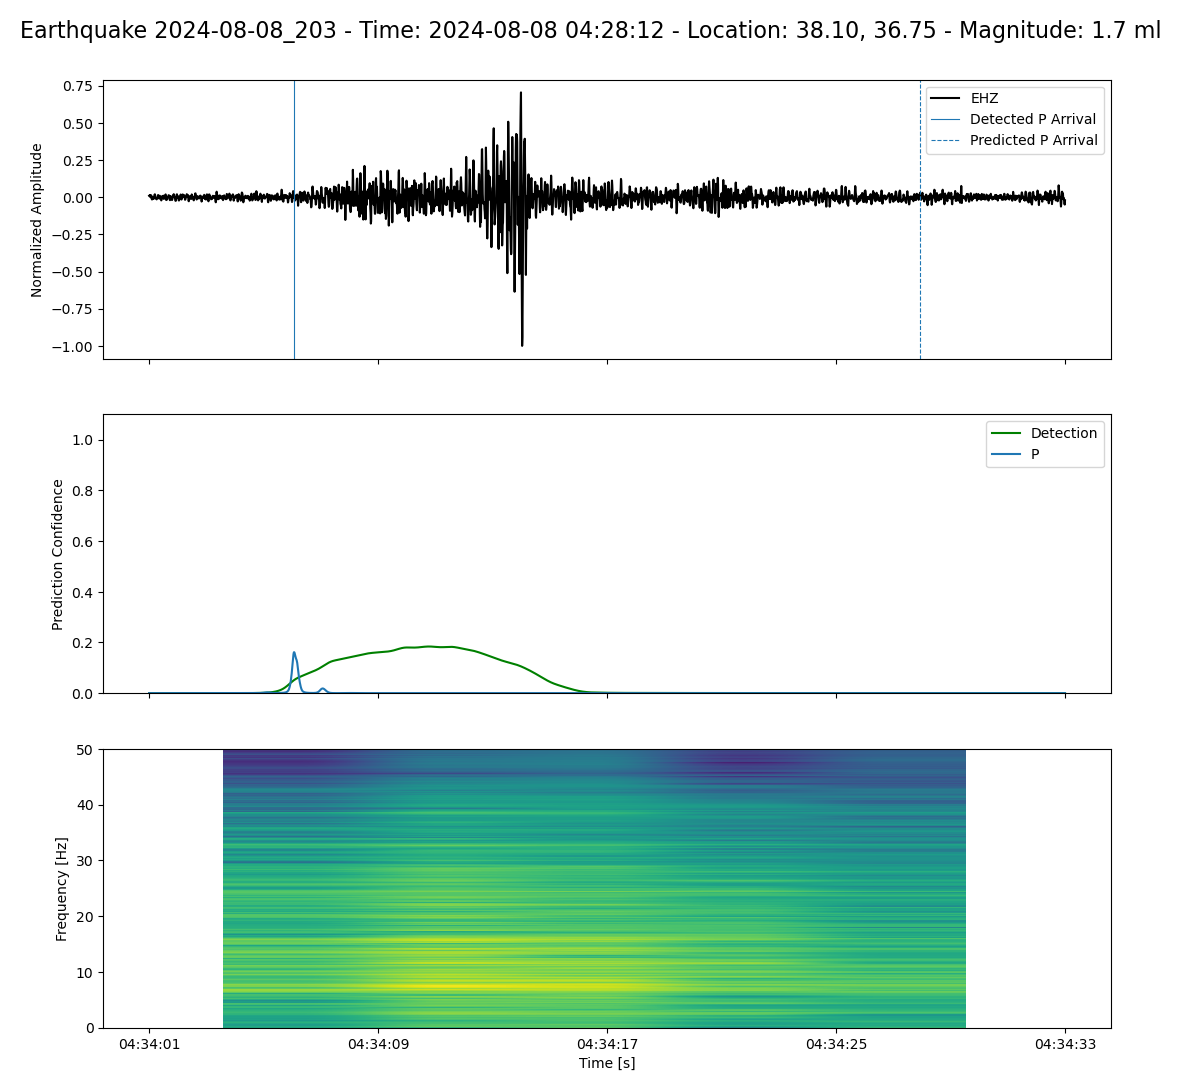 Earthquake 2024-08-08_203 - Time: 2024-08-08 04:28:12 - Location: 38.10, 36.75 - Magnitude: 1.7 ml
Normalized Amplitude
0.75
0.50
0.25
0.00
−0.25
−0.50
−0.75
−1.00
EHZ
Detected P Arrival
Predicted P Arrival
Prediction Confidence
1.0
0.8
0.6
0.4
0.2
0.0
Detection
P
Frequency [Hz]
50
40
30
20
10
0
04:34:01 04:34:09 04:34:17 04:34:25 04:34:33
Time [s]